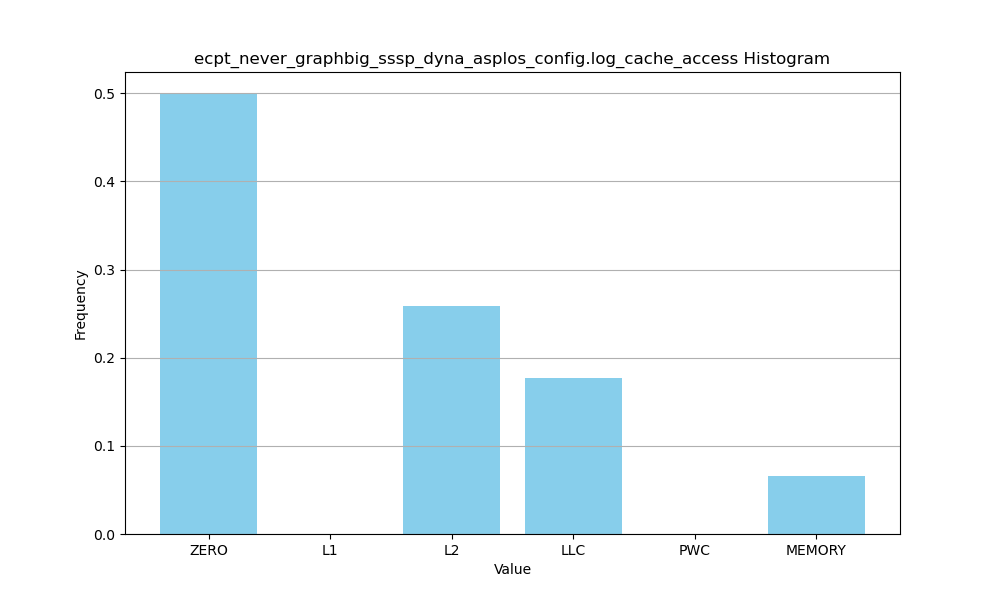 ecpt_never_graphbig_sssp_dyna_asplos_config.log_cache_access Histogram
Frequency
0.5
0.4
0.3
0.2
0.1
0.0
ZERO L1 L2 LLC PWC MEMORY
Value